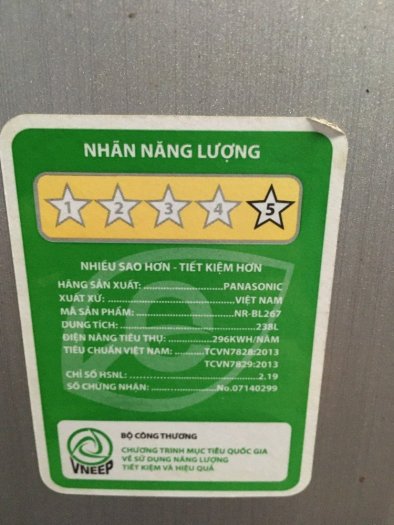 NHÃN NĂNG LƯỢNG
1 2 3 4 5
NHIỀU SAO HƠN - TIẾT KIỆM HƠN
HÃNG SẢN XUẤT: ........................PANASONIC
XUẤT XỨ: ........................VIỆT NAM
MÃ SẢN PHẨM: ........................NR-BL267
DUNG TÍCH: ........................238L
ĐIỆN NĂNG TIÊU THỤ: ............296KWH/NĂM
TIÊU CHUẨN VIỆT NAM: ........TCVN7828:2013
TCVN7829:2013
CHỈ SỐ HSNL: ........................2.19
SỐ CHỨNG NHẬN: ................No.07140299
BỘ CÔNG THƯƠNG
CHƯƠNG TRÌNH MỤC TIÊU QUỐC GIA
VỀ SỬ DỤNG NĂNG LƯỢNG
TIẾT KIỆM VÀ HIỆU QUẢ
VNEEP